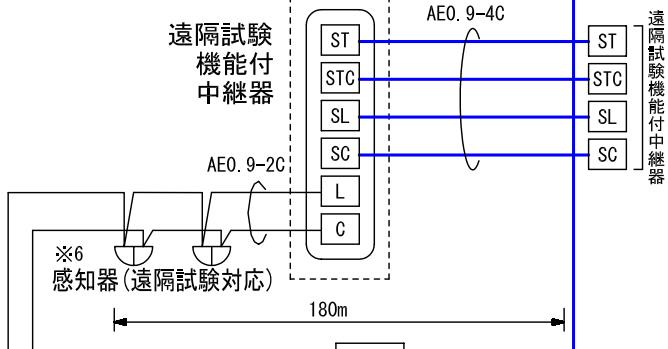 遠隔試験
機能付
中継器
AE0.9-4C
ST
STC
SL
SC
L
C
ST
STC
SL
SC
遠隔試験機能付中継器
AE0.9-2C
※6
感知器(遠隔試験対応)
180m